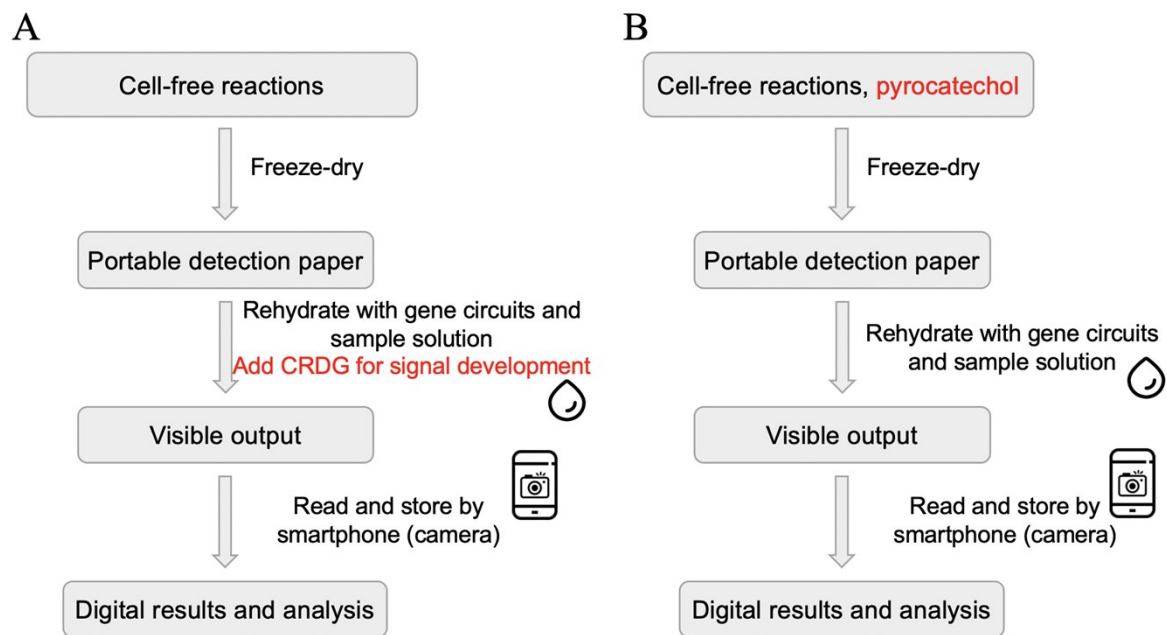 A
Cell-free reactions
Freeze-dry
Portable detection paper
Rehydrate with gene circuits and
sample solution
Add CRDG for signal development
Visible output
Read and store by
smartphone (camera)
Digital results and analysis
B
Cell-free reactions, pyrocatechol
Freeze-dry
Portable detection paper
Rehydrate with gene circuits
and sample solution
Visible output
Read and store by
smartphone (camera)
Digital results and analysis